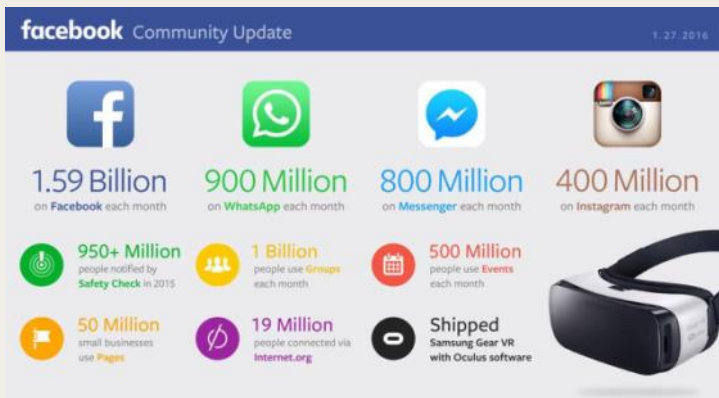 facebook Community Update
1.27.2016
1.59 Billion
on Facebook each month
900 Million
on WhatsApp each month
800 Million
on Messenger each month
400 Million
on Instagram each month
950+ Million
people notified by
Safety Check in 2015
1 Billion
people use Groups
each month
500 Million
people use Events
each month
50 Million
small businesses
use Pages
19 Million
people connected via
Internet.org
Shipped
Samsung Gear VR
with Oculus software